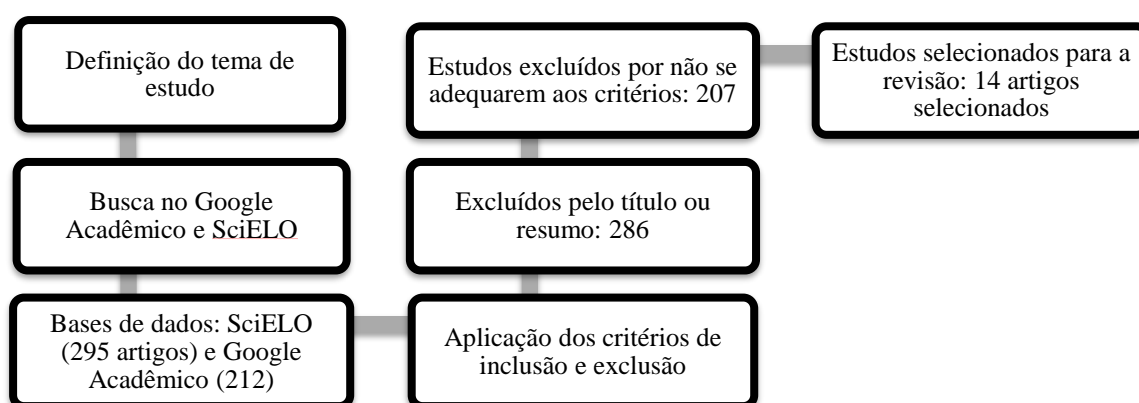 Definição do tema de
estudo
Busca no Google
Acadêmico e SciELO
Bases de dados: SciELO
(295 artigos) e Google
Acadêmico (212)
Aplicação dos critérios de
inclusão e exclusão
Excluídos pelo título ou
resumo: 286
Estudos excluídos por não se
adequarem aos critérios: 207
Estudos selecionados para a
revisão: 14 artigos
selecionados